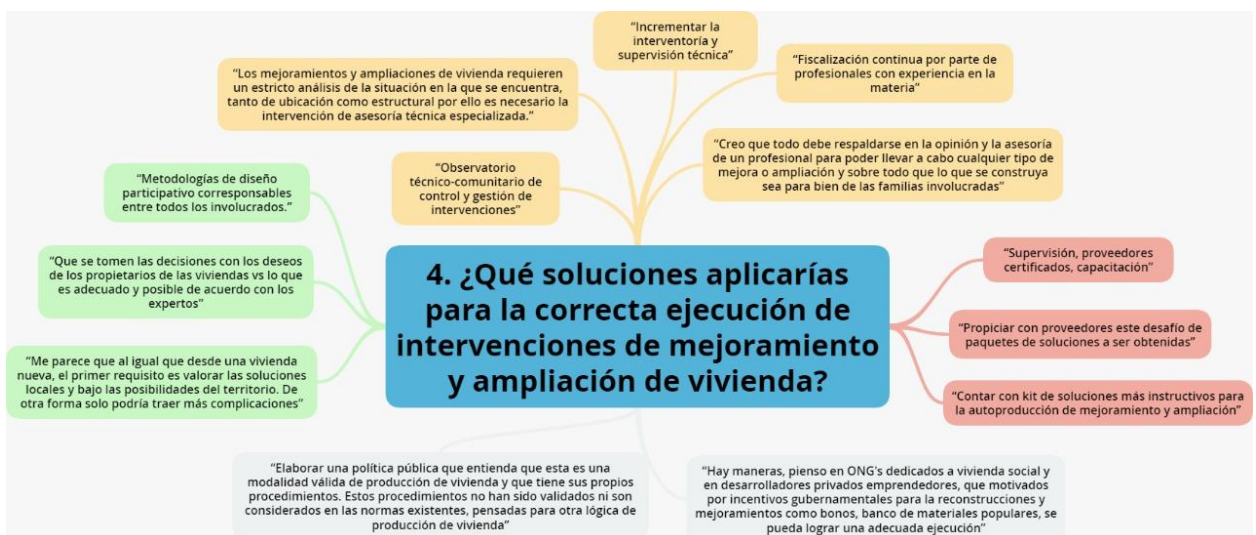 “Incrementar la
interventoría y
supervisión técnica”
“Los mejoramientos y ampliaciones de vivienda requieren
un estricto análisis de la situación en la que se encuentra,
tanto de ubicación como estructural por ello es necesario la
intervención de asesoría técnica especializada.”
“Fiscalización continua por parte de
profesionales con experiencia en la
materia”
“Observatorio
técnico-comunitario de
control y gestión de
intervenciones”
“Creo que todo debe respaldarse en la opinión y la asesoría
de un profesional para poder llevar a cabo cualquier tipo de
mejora o ampliación y sobre todo que lo que se construya
sea para bien de las familias involucradas”
“Metodologías de diseño
participativo corresponsables
entre todos los involucrados.”
“Que se tomen las decisiones con los deseos
de los propietarios de las viviendas vs lo que
es adecuado y posible de acuerdo con los
expertos”
“Me parece que al igual que desde una vivienda
nueva, el primer requisito es valorar las soluciones
locales y bajo las posibilidades del territorio. De
otra forma solo podría traer más complicaciones”
4. ¿Qué soluciones aplicarías
para la correcta ejecución de
intervenciones de mejoramiento
y ampliación de vivienda?
“Supervisión, proveedores
certificados, capacitación”
“Propiciar con proveedores este desafío de
paquetes de soluciones a ser obtenidas”
“Contar con kit de soluciones más instructivos para
la autoproducción de mejoramiento y ampliación”
“Elaborar una política pública que entienda que esta es una
modalidad válida de producción de vivienda y que tiene sus propios
procedimientos. Estos procedimientos no han sido validados ni son
considerados en las normas existentes, pensadas para otra lógica de
producción de vivienda”
“Hay maneras, pienso en ONG's dedicados a vivienda social y
en desarrolladores privados emprendedores, que motivados
por incentivos gubernamentales para la reconstrucciones y
mejoramientos como bonos, banco de materiales populares, se
pueda lograr una adecuada ejecución”